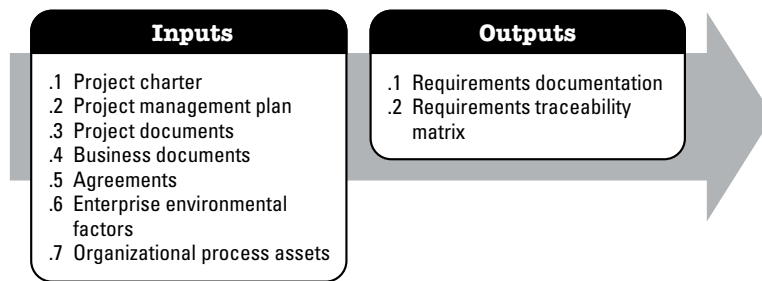 Inputs
.1 Project charter
.2 Project management plan
.3 Project documents
.4 Business documents
.5 Agreements
.6 Enterprise environmental
factors
.7 Organizational process assets
Outputs
.1 Requirements documentation
.2 Requirements traceability
matrix